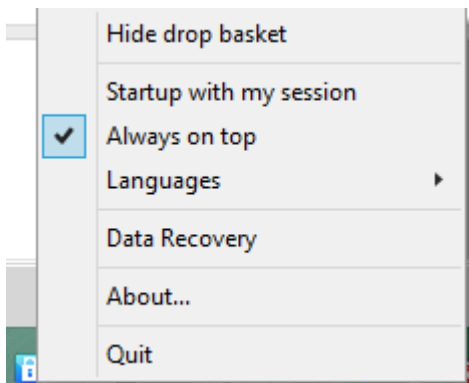 Hide drop basket
Startup with my session
Always on top
Languages
Data Recovery
About...
Quit